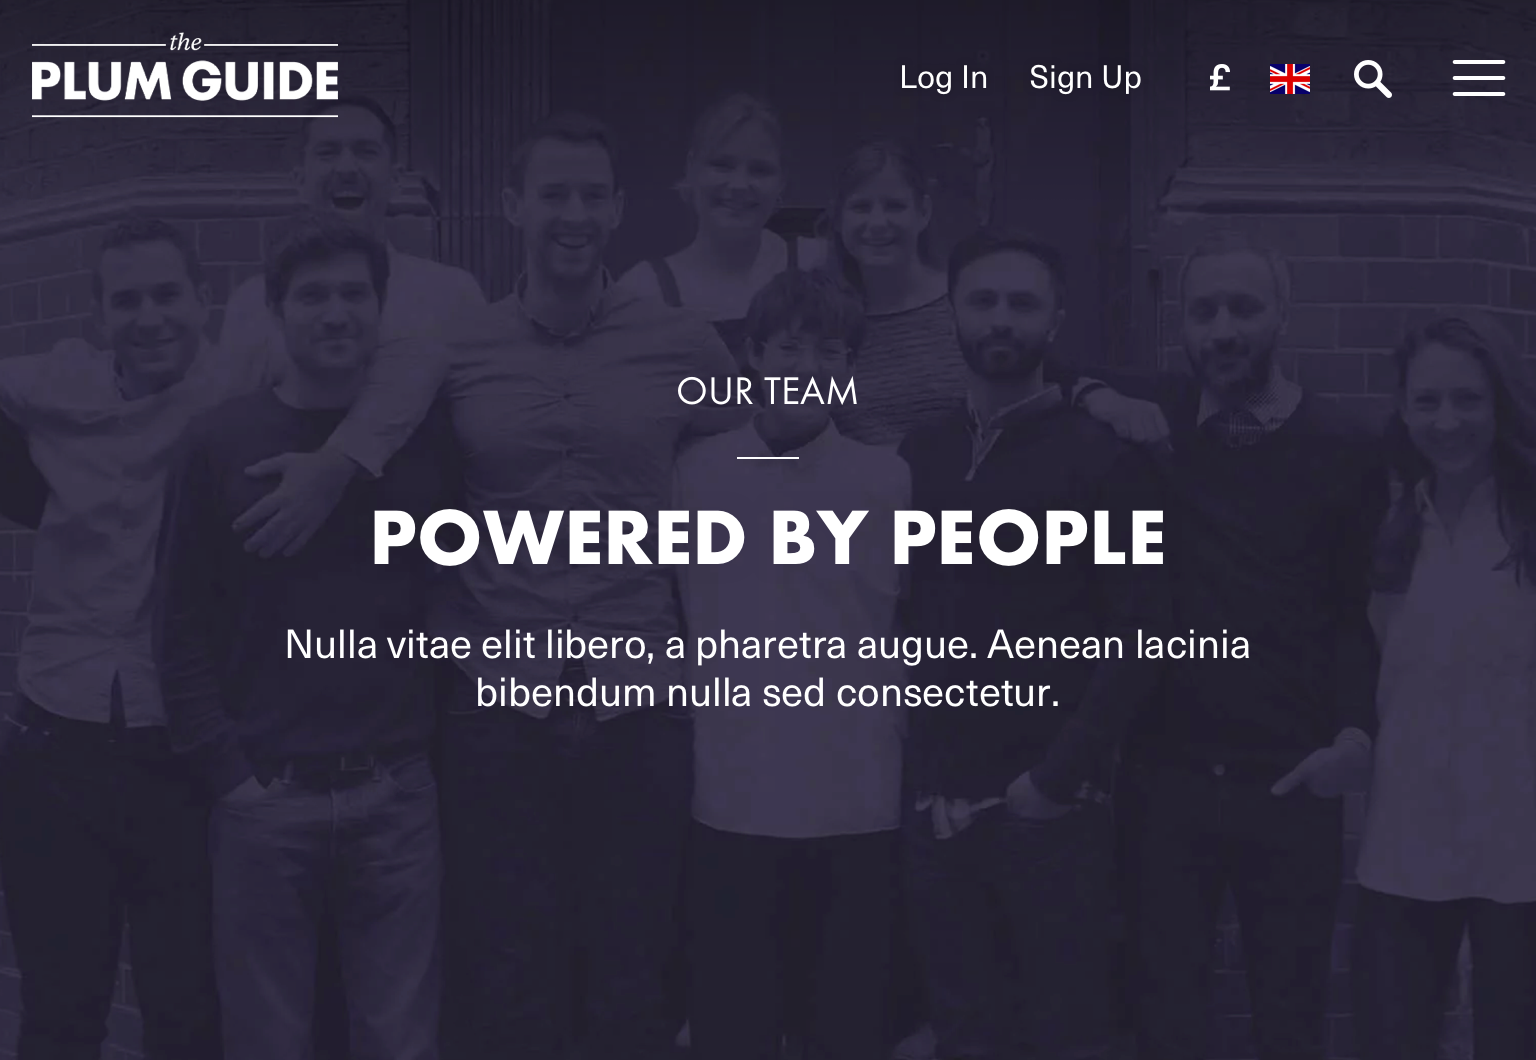 the
PLUM GUIDE
Log In Sign Up £
OUR TEAM
POWERED BY PEOPLE
Nulla vitae elit libero, a pharetra augue. Aenean lacinia
bibendum nulla sed consectetur.